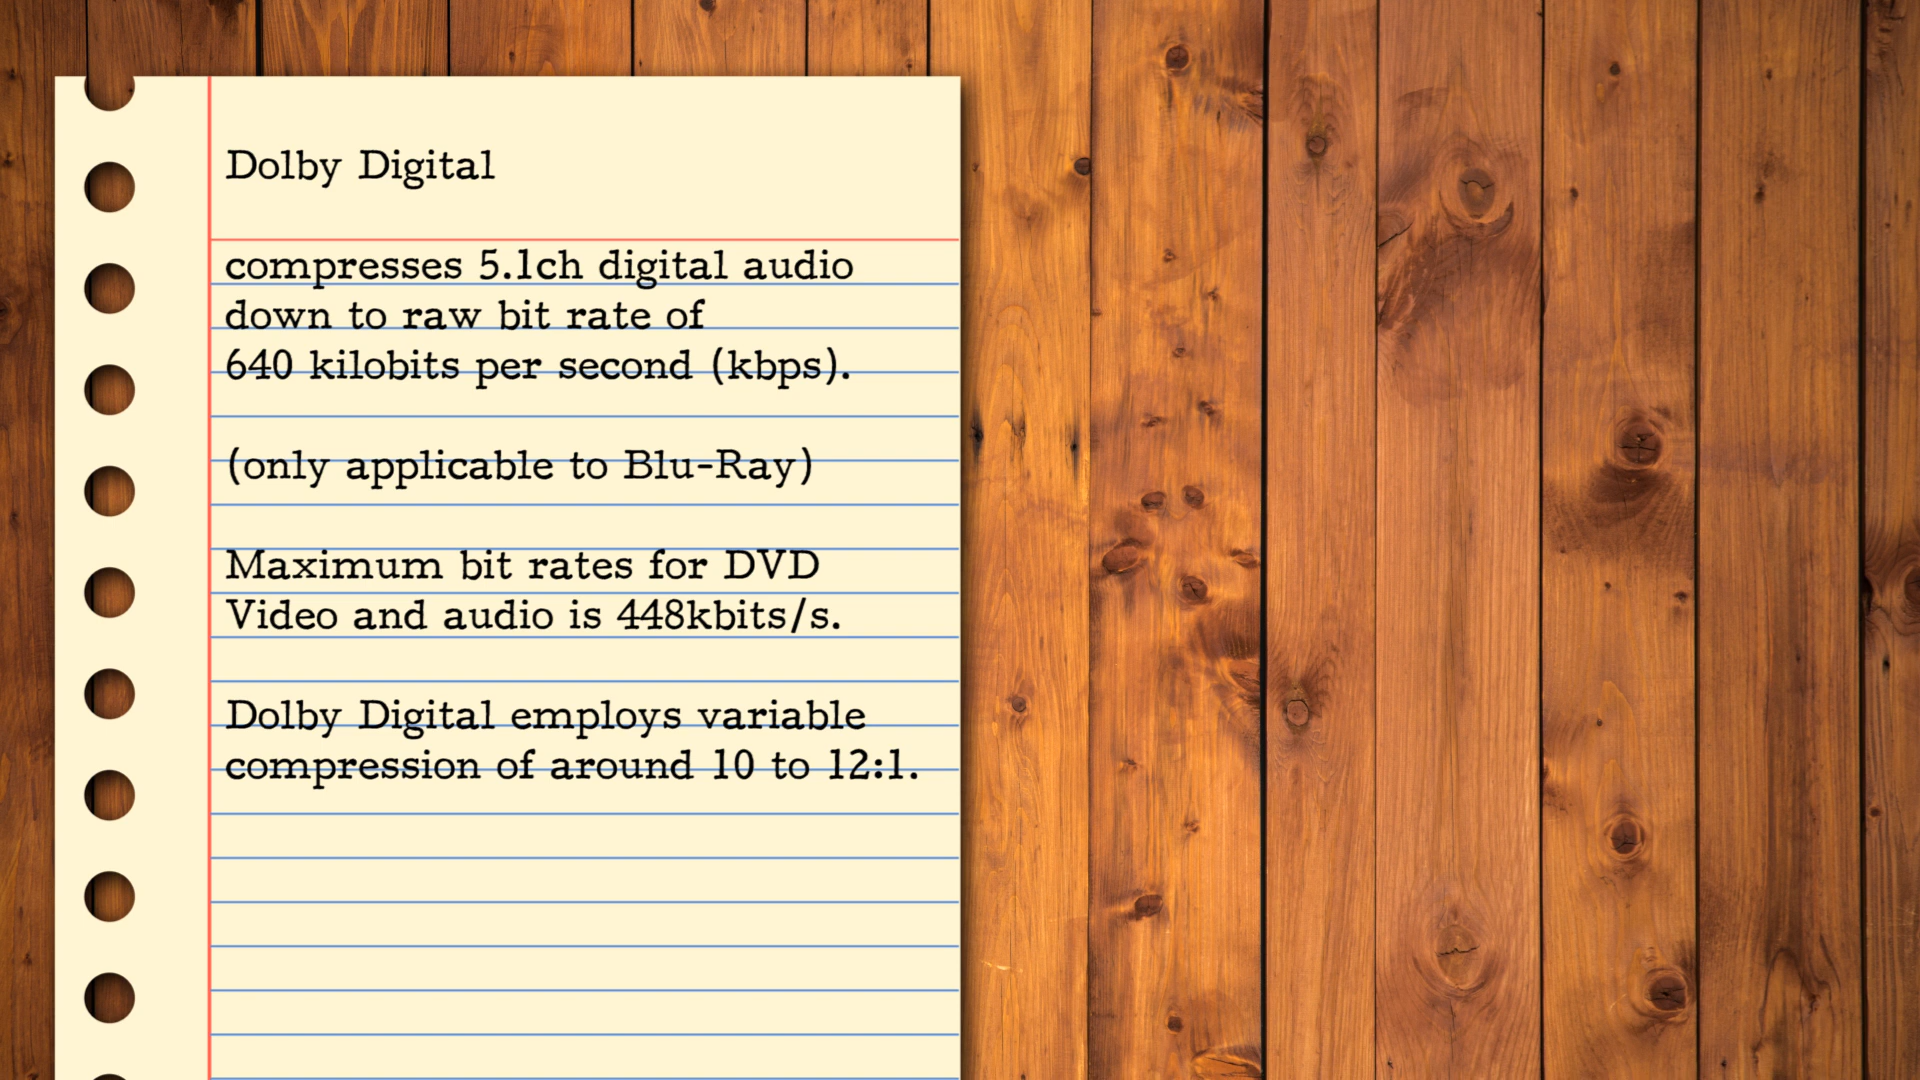 Dolby Digital
compresses 5.1ch digital audio
down to raw bit rate of
640 kilobits per second (kbps).
(only applicable to Blu-Ray)
Maximum bit rates for DVD
Video and audio is 448kbits/s.
Dolby Digital employs variable
compression of around 10 to 12:1.